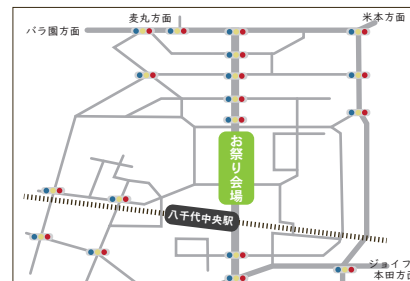 麦丸方面
米本方面
バラ園方面
お祭り会場
八千代中央駅
ジョイフ
本田方面